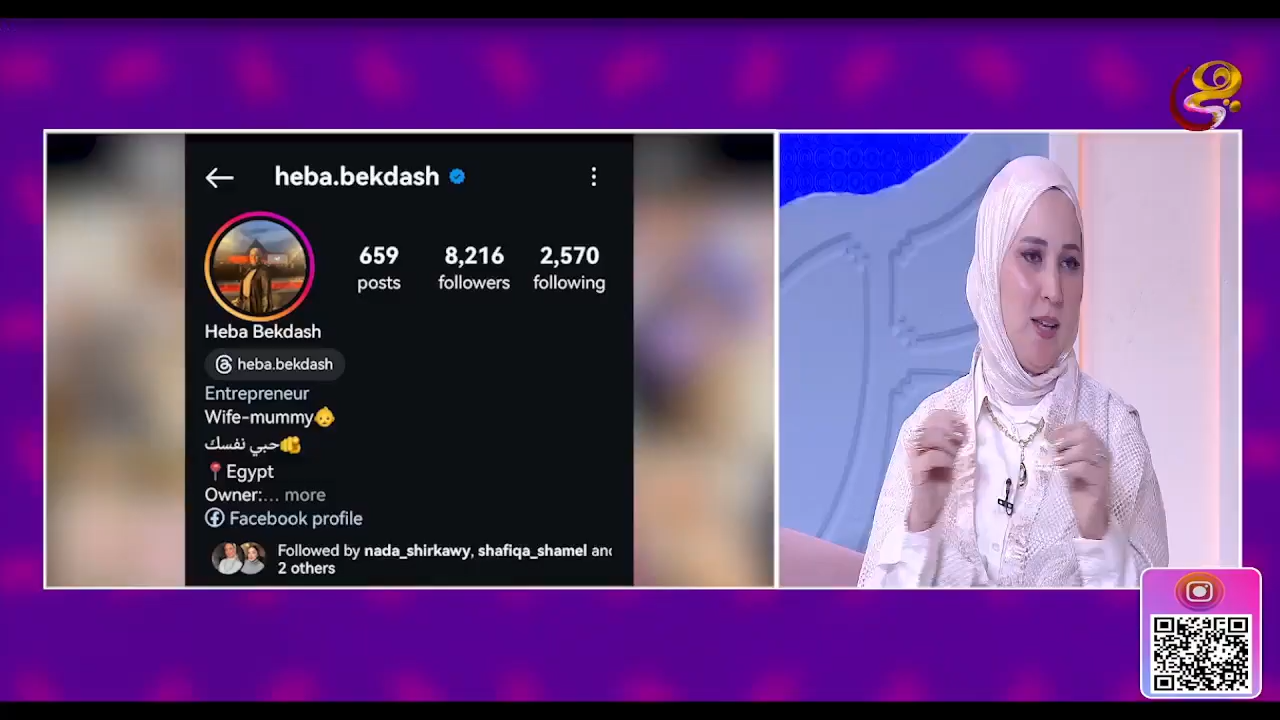 heba.bekdash
659 8,216 2,570
posts followers following
Heba Bekdash
heba.bekdash
Entrepreneur
Wife-mummy👶
🫵حبي نفسك
📍Egypt
Owner:... more
Facebook profile
Followed by nada_shirkawy, shafiqa_shamel and
2 others